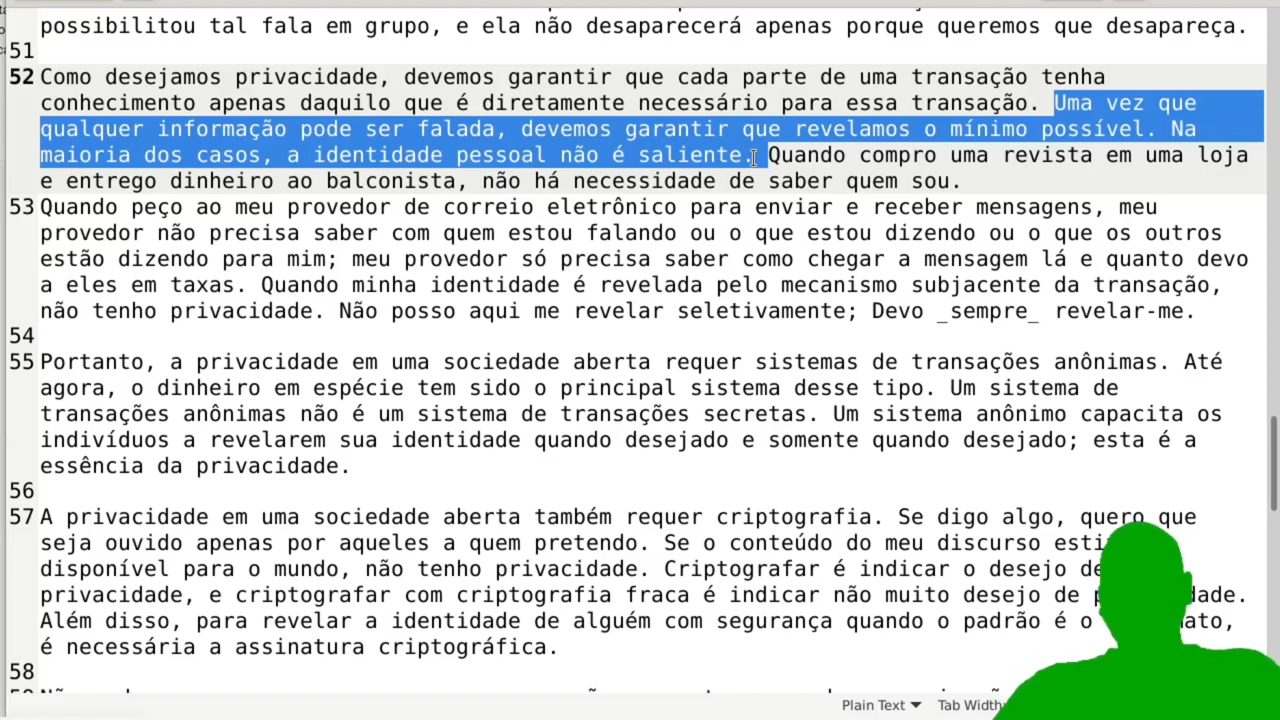 possibilitou tal fala em grupo, e ela não desaparecerá apenas porque queremos que desapareça.
51
52 Como desejamos privacidade, devemos garantir que cada parte de uma transação tenha
conhecimento apenas daquilo que é diretamente necessário para essa transação. Uma vez que
qualquer informação pode ser falada, devemos garantir que revelamos o mínimo possível. Na
maioria dos casos, a identidade pessoal não é saliente. Quando compro uma revista em uma loja
e entrego dinheiro ao balconista, não há necessidade de saber quem sou.
53 Quando peço ao meu provedor de correio eletrônico para enviar e receber mensagens, meu
provedor não precisa saber com quem estou falando ou o que estou dizendo ou o que os outros
estão dizendo para mim; meu provedor só precisa saber como chegar a mensagem lá e quanto devo
a eles em taxas. Quando minha identidade é revelada pelo mecanismo subjacente da transação,
não tenho privacidade. Não posso aqui me revelar seletivamente; Devo _sempre_ revelar-me.
54
55 Portanto, a privacidade em uma sociedade aberta requer sistemas de transações anônimas. Até
agora, o dinheiro em espécie tem sido o principal sistema desse tipo. Um sistema de
transações anônimas não é um sistema de transações secretas. Um sistema anônimo capacita os
indivíduos a revelarem sua identidade quando desejado e somente quando desejado; esta é a
essência da privacidade.
56
57 A privacidade em uma sociedade aberta também requer criptografia. Se digo algo, quero que
seja ouvido apenas por aqueles a quem pretendo. Se o conteúdo do meu discurso
disponível para o mundo, não tenho privacidade. Criptografar é indicar o desejo
privacidade, e criptografar com criptografia fraca é indicar não muito desejo de
Além disso, para revelar a identidade de alguém com segurança quando o padrão é o
é necessária a assinatura criptográfica.
58
Plain Text Tab Width